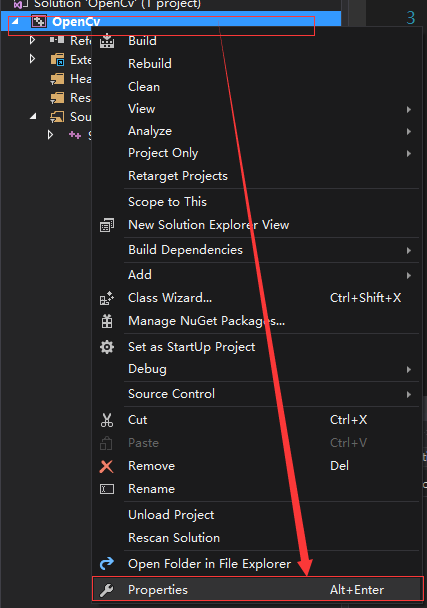 Solution 'OpenCv' (1 project)
3
OpenCv
Build
Refe
Rebuild
Exte
Clean
Hea
View
Res
Analyze
Sou
Project Only
S
Retarget Projects
Scope to This
New Solution Explorer View
Build Dependencies
Add
Class Wizard... Ctrl+Shift+X
Manage NuGet Packages...
Set as StartUp Project
Debug
Source Control
Cut Ctrl+X
Paste Ctrl+V
Remove Del
Rename
Unload Project
Rescan Solution
Open Folder in File Explorer
Properties Alt+Enter